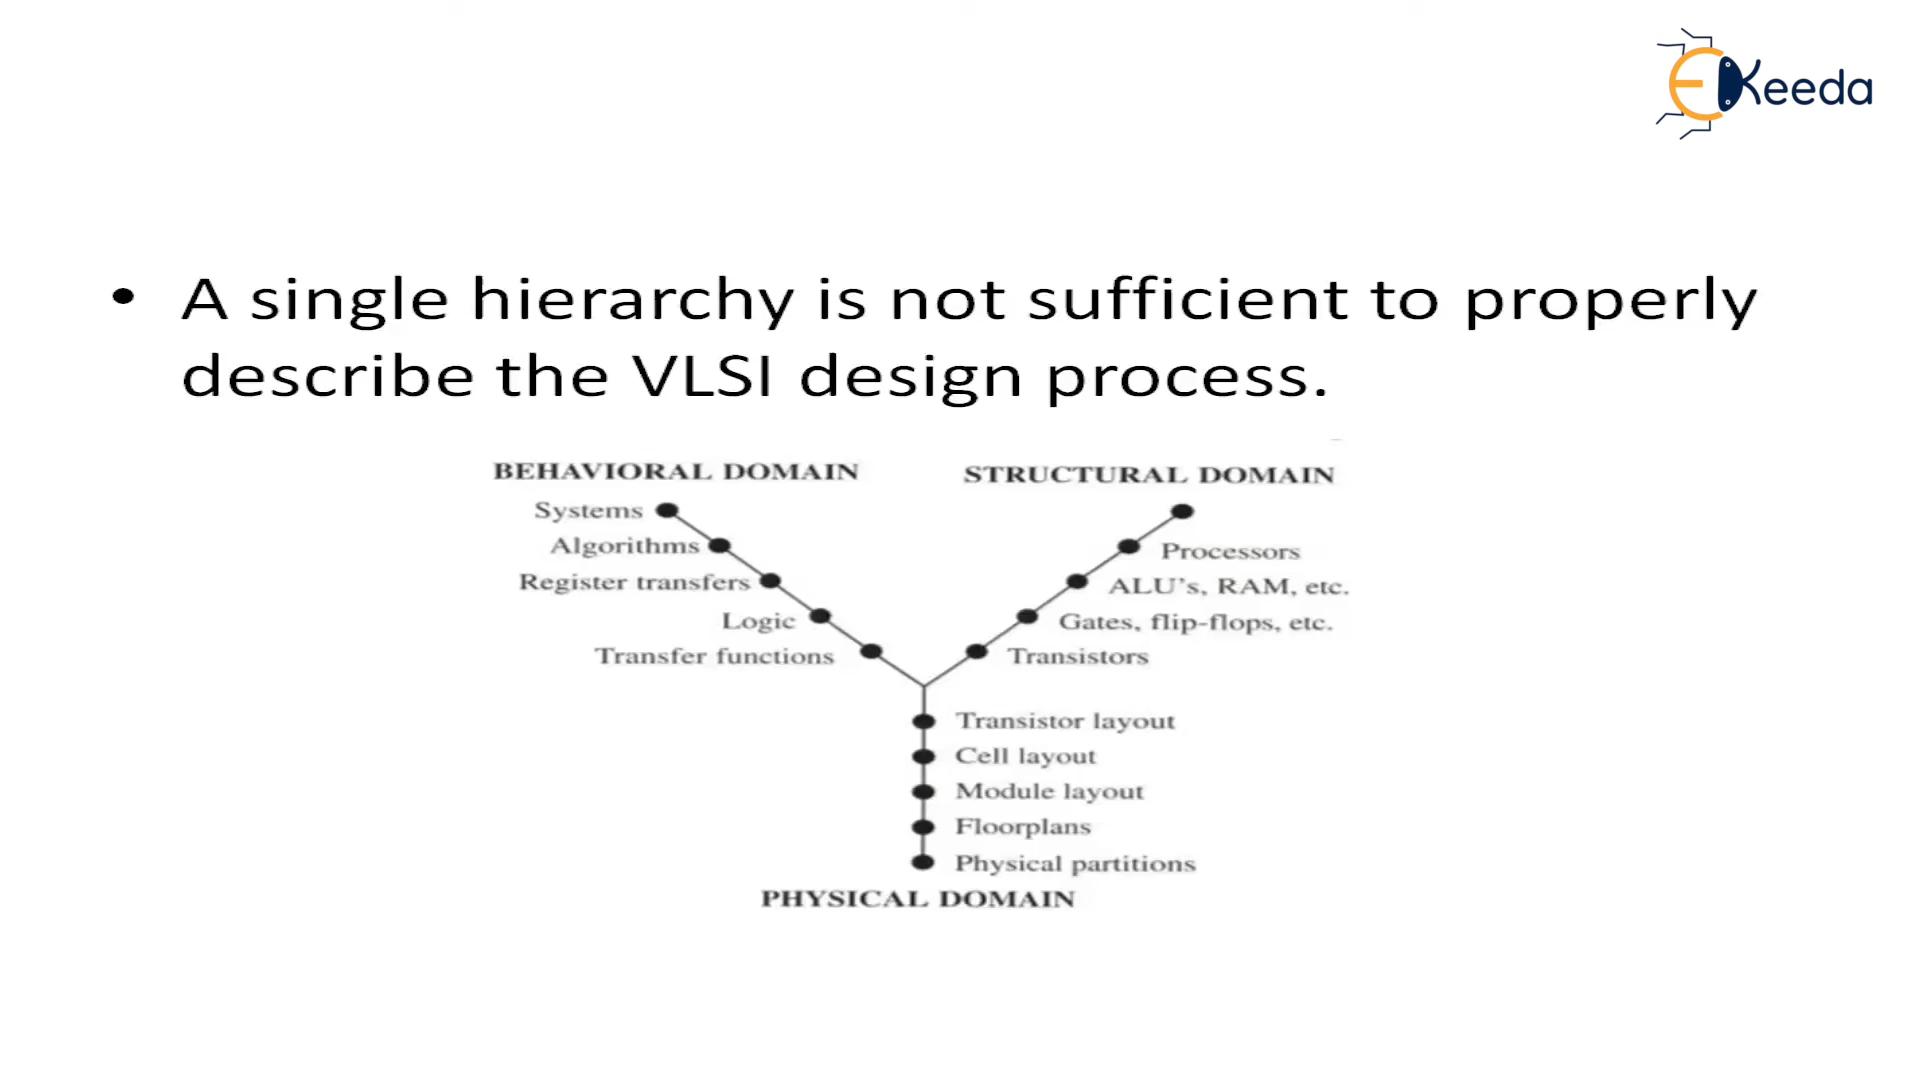 EKeeda
• A single hierarchy is not sufficient to properly
describe the VLSI design process.
BEHAVIORAL DOMAIN
Systems
Algorithms
Register transfers
Logic
Transfer functions
STRUCTURAL DOMAIN
Processors
ALU's, RAM, etc.
Gates, flip-flops, etc.
Transistors
Transistor layout
Cell layout
Module layout
Floorplans
Physical partitions
PHYSICAL DOMAIN